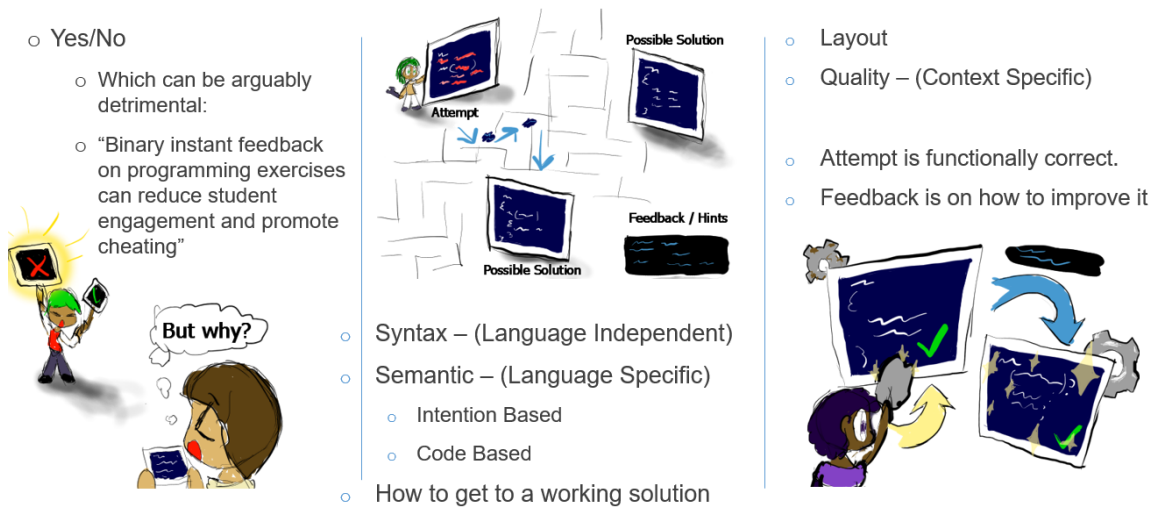 Yes/No
Which can be arguably
detrimental:
“Binary instant feedback
on programming exercises
can reduce student
engagement and promote
cheating”
But why?
Attempt
Possible Solution
Possible Solution
Feedback / Hints
Syntax – (Language Independent)
Semantic – (Language Specific)
Intention Based
Code Based
How to get to a working solution
Layout
Quality – (Context Specific)
Attempt is functionally correct.
Feedback is on how to improve it